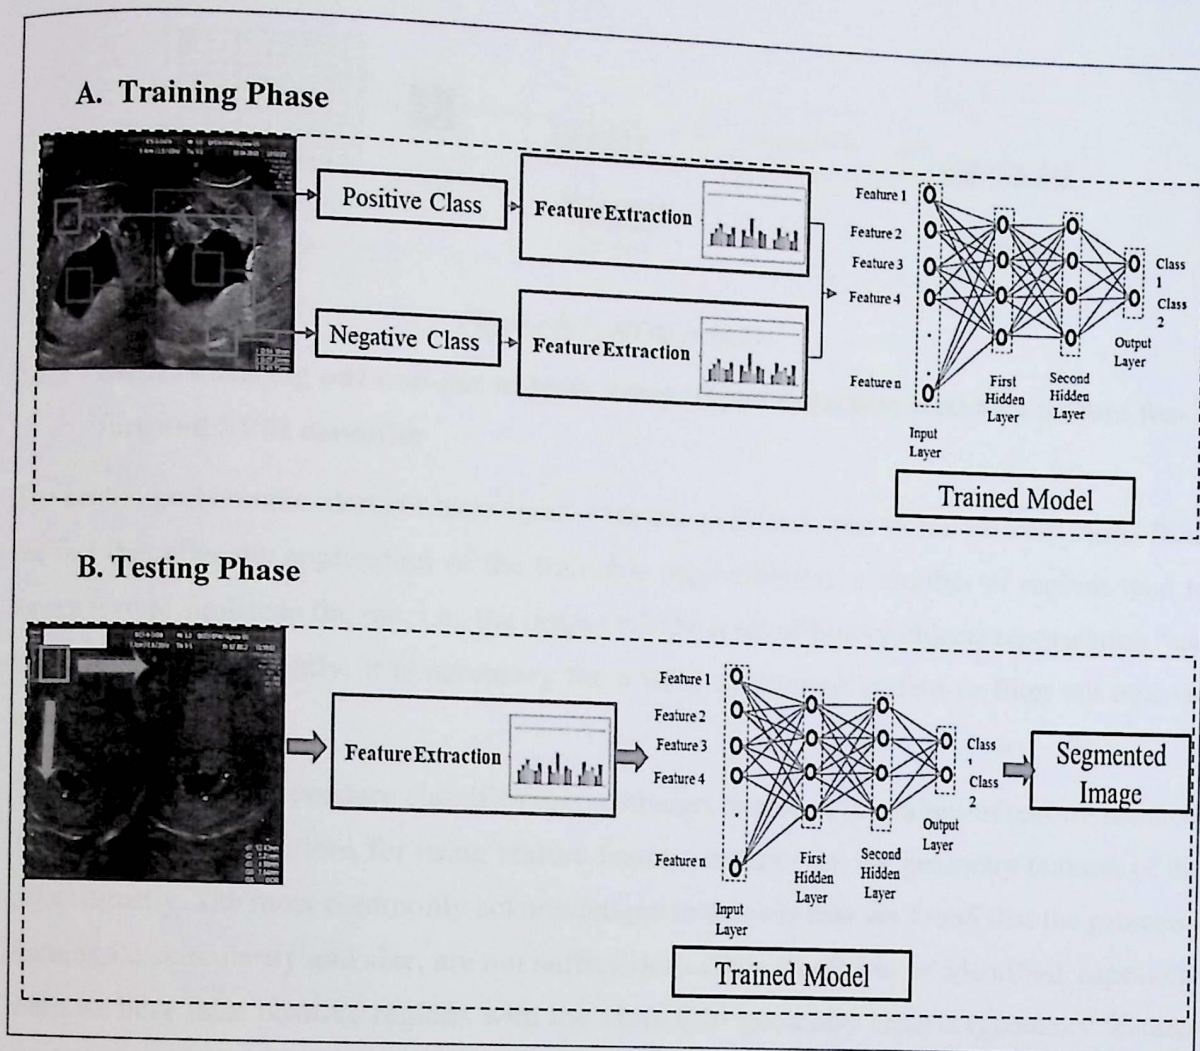 A. Training Phase
Positive Class
Feature Extraction
Negative Class
Feature Extraction
Feature 1
Feature 2
Feature 3
Feature 4
Feature n
Input
Layer
First
Hidden
Layer
Second
Hidden
Layer
Output
Layer
Class
1
Class
2
Trained Model
B. Testing Phase
Feature Extraction
Feature 1
Feature 2
Feature 3
Feature 4
Feature n
Input
Layer
First
Hidden
Layer
Second
Hidden
Layer
Output
Layer
Class
1
Class
2
Trained Model
Segmented
Image